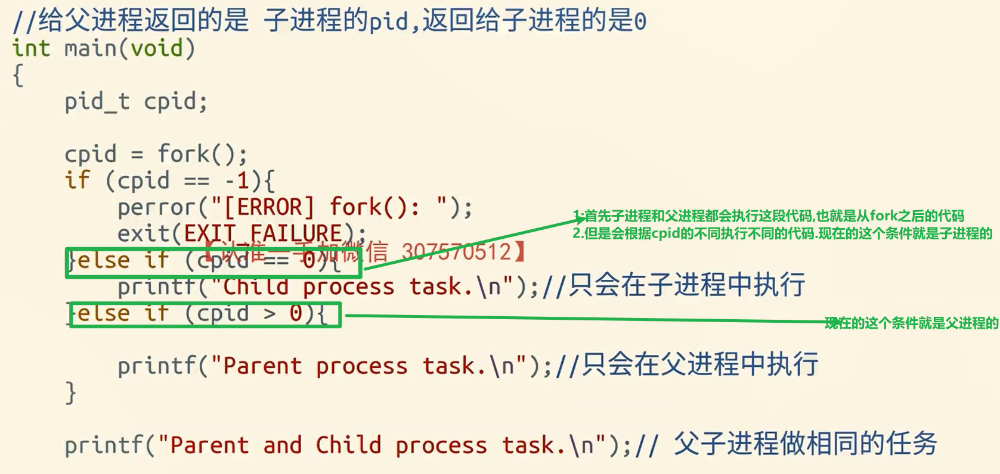 //给父进程返回的是 子进程的pid,返回给子进程的是0
int main(void)
{
pid_t cpid;
cpid = fork();
if (cpid == -1){
perror("[ERROR] fork(): ");
exit(EXIT_FAILURE);
1.首先子进程和父进程都会执行这段代码,也就是从fork之后的代码
2.但是会根据cpid的不同执行不同的代码.现在的这个条件就是子进程的
【认准一手加微信 307570512】
}else if (cpid == 0){
printf("Child process task.\n");//只会在子进程中执行
}else if (cpid > 0){
现在的这个条件就是父进程的
printf("Parent process task.\n");//只会在父进程中执行
}
printf("Parent and Child process task.\n");// 父子进程做相同的任务